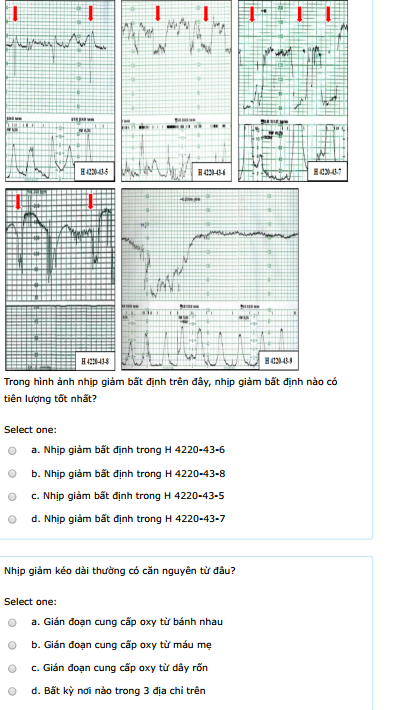 H 4220-43-5
H 4220-43-6
H 4220-43-7
H 4220-43-8
H 4220-43-9
Trong hình ảnh nhịp giảm bất định trên đây, nhịp giảm bất định nào có
tiên lượng tốt nhất?
Select one:
a. Nhịp giảm bất định trong H 4220-43-6
b. Nhịp giảm bất định trong H 4220-43-8
c. Nhịp giảm bất định trong H 4220-43-5
d. Nhịp giảm bất định trong H 4220-43-7
Nhịp giảm kéo dài thường có căn nguyên từ đâu?
Select one:
a. Gián đoạn cung cấp oxy từ bánh nhau
b. Gián đoạn cung cấp oxy từ máu mẹ
c. Gián đoạn cung cấp oxy từ dây rốn
d. Bất kỳ nơi nào trong 3 địa chỉ trên